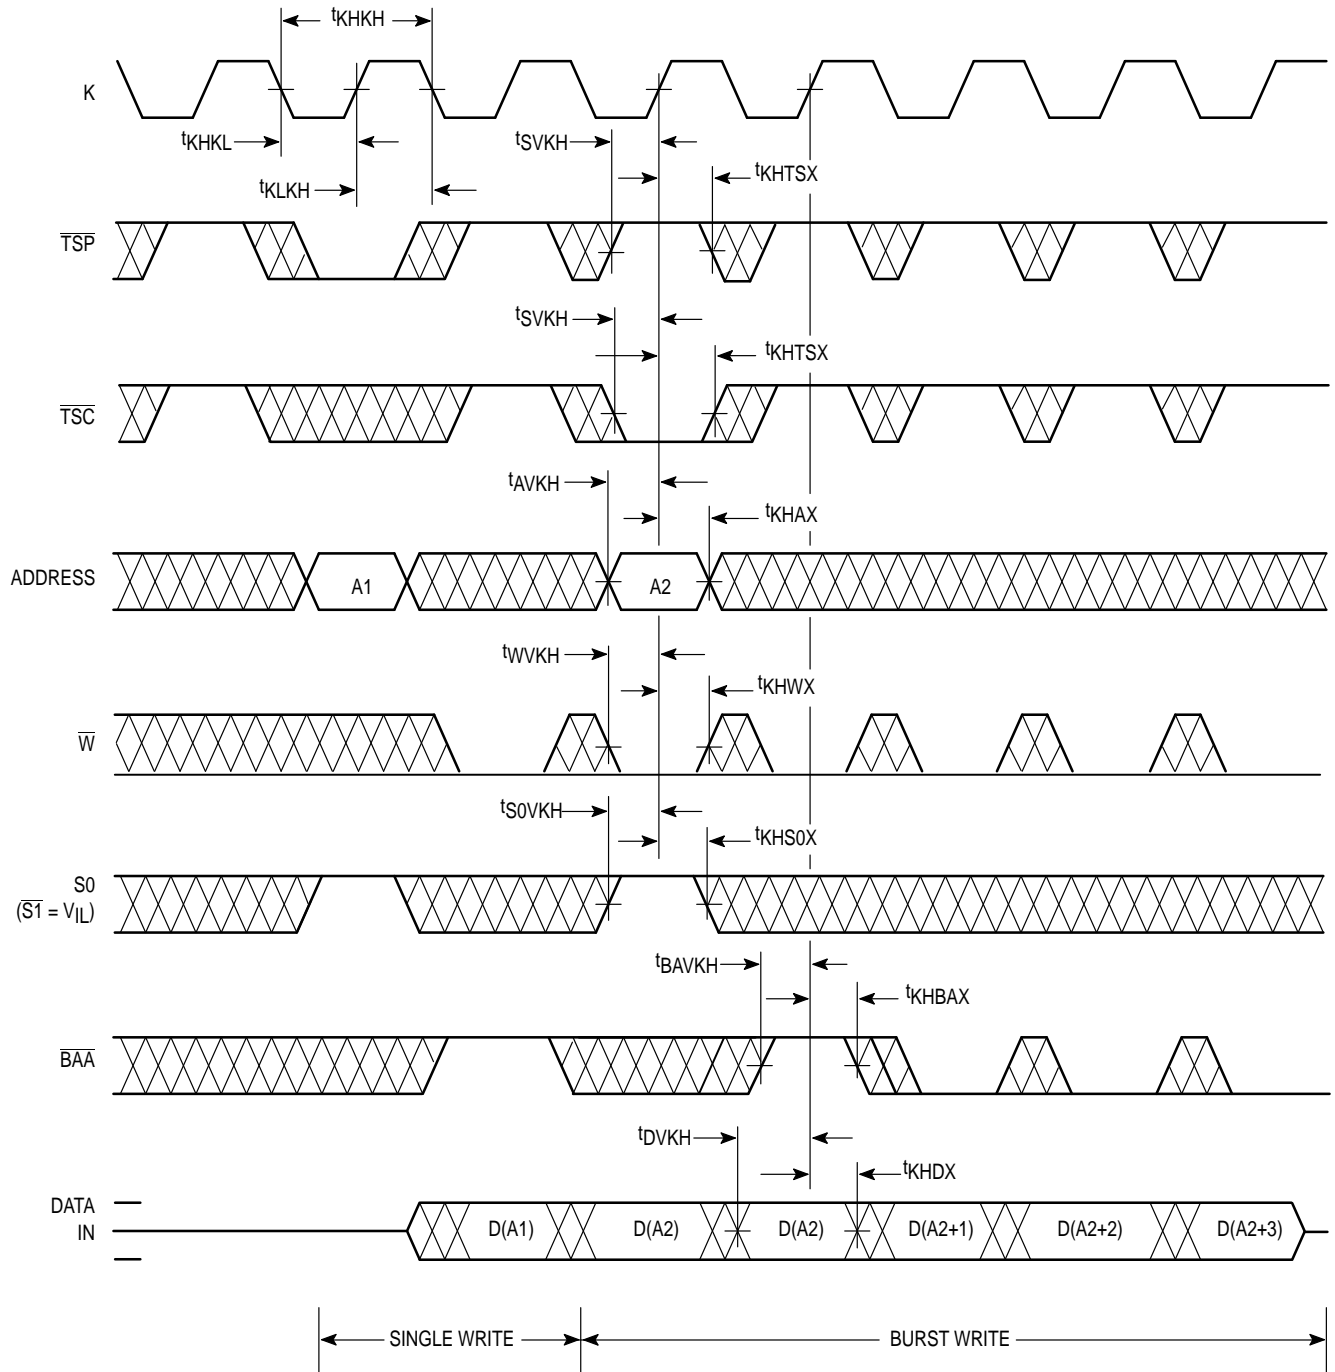 tKHKH
K
tKHKL
tSVKH
tKLKH
tKHTSX
TSP
tSVKH
tKHTSX
TSC
tAVKH
tKHAX
ADDRESS
A1
A2
tWVKH
tKHWX
W
tS0VKH
tKHS0X
S0
(S1 = VIL)
tBAVKH
tKHBAX
BAA
tDVKH
tKHDX
DATA
IN
D(A1)
D(A2)
D(A2)
D(A2+1)
D(A2+2)
D(A2+3)
SINGLE WRITE
BURST WRITE